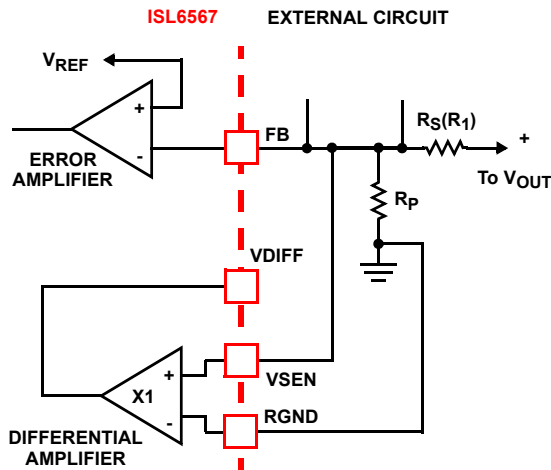 ISL6567
EXTERNAL CIRCUIT
VREF
+
-
ERROR
AMPLIFIER
FB
RS(R1)
+
To VOUT
RP
VDIFF
+
X1
-
VSEN
RGND
DIFFERENTIAL
AMPLIFIER